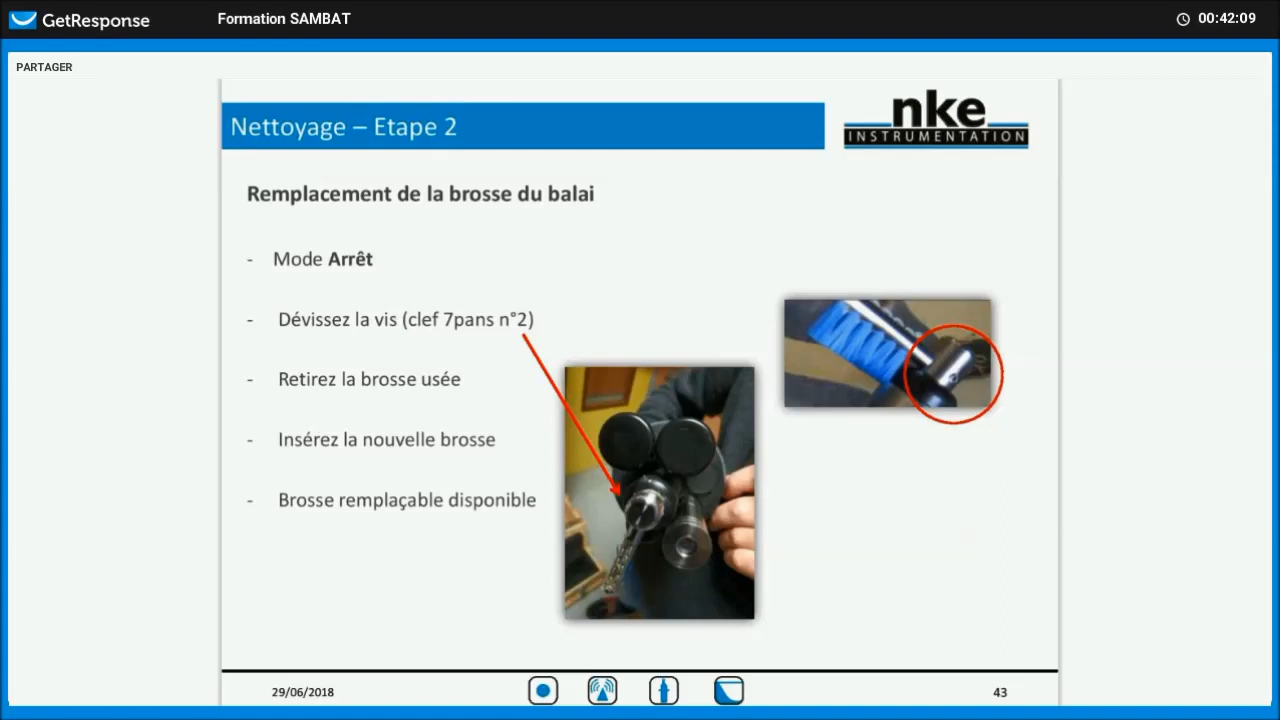 GetResponse
Formation SAMBAT
00:42:09
PARTAGER
Nettoyage – Etape 2
nke
INSTRUMENTATION
Remplacement de la brosse du balai
- Mode Arrêt
- Dévissez la vis (clef 7pans n°2)
- Retirez la brosse usée
- Insérez la nouvelle brosse
- Brosse remplaçable disponible
29/06/2018
43